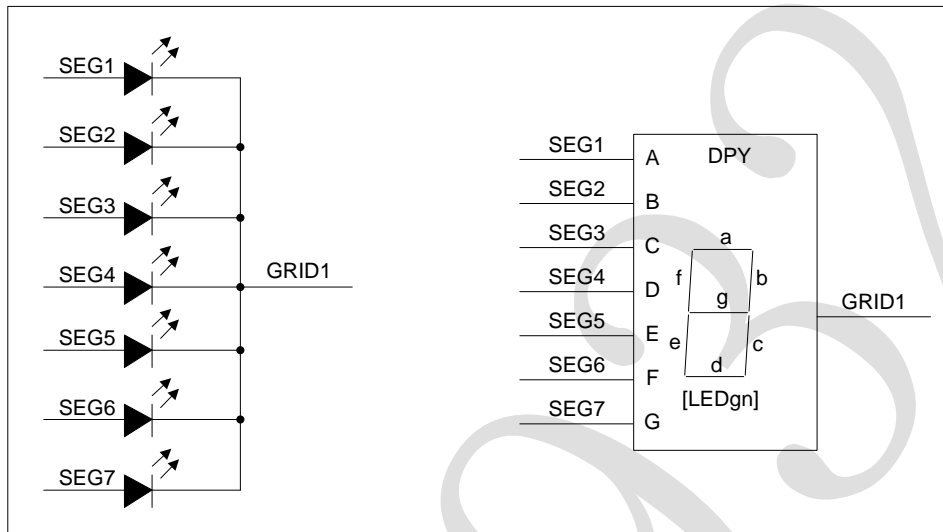 SEG1
SEG2
SEG3
SEG4
SEG5
SEG6
SEG7
GRID1
SEG1
SEG2
SEG3
SEG4
SEG5
SEG6
SEG7
A
B
C
D
E
F
G
DPY
a
f
b
g
e
c
d
[LEDgn]
GRID1